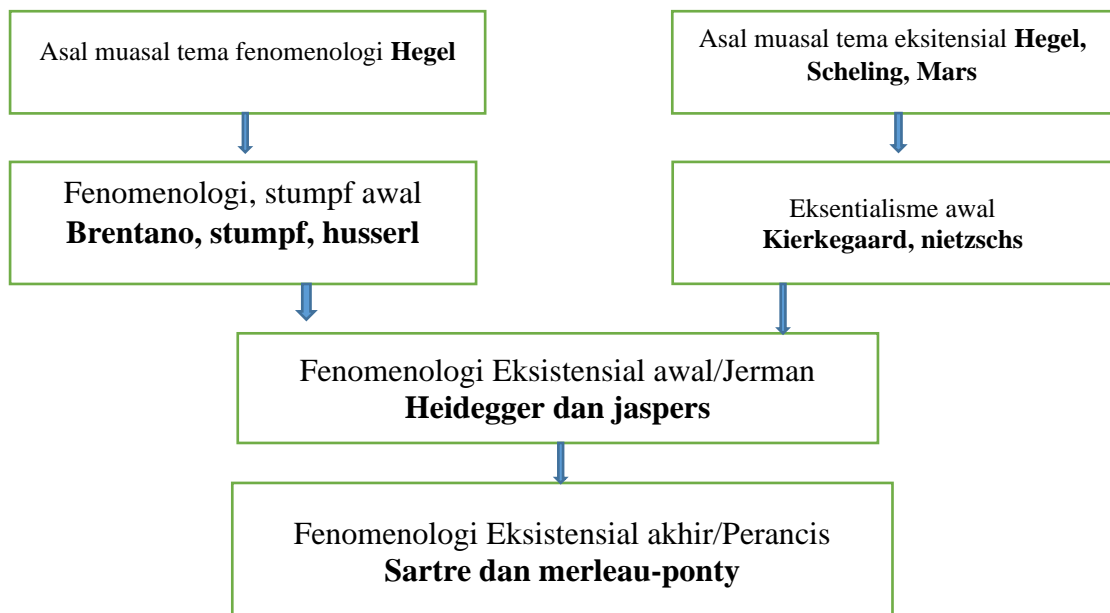 Asal muasal tema fenomenologi Hegel
Asal muasal tema eksitensial Hegel,
Scheling, Mars
Fenomenologi, stumpf awal
Brentano, stumpf, husserl
Eksentialisme awal
Kierkegaard, nietzschs
Fenomenologi Eksistensial awal/Jerman
Heidegger dan jaspers
Fenomenologi Eksistensial akhir/Perancis
Sartre dan merleau-ponty